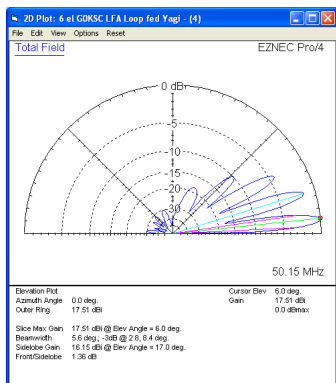 2D Plot: 6 el G0KSC LFA Loop fed Yagi - (4)
File Edit View Options Reset
Total Field
EZNEC Pro/4
0 dB
-5
-10
-15
-20
-30
50.15 MHz
Elevation Plot
Azimuth Angle 0.0 deg.
Outer Ring 17.51 dBi
Cursor Elev 6.0 deg.
Gain 17.51 dBi
0.0 dBmax
Slice Max Gain 17.51 dBi @ Elev Angle = 6.0 deg.
Beamwidth 5.6 deg.; -3dB @ 2.8, 8.4 deg.
Sidelobe Gain 16.15 dBi @ Elev Angle = 17.0 deg.
Front/Sidelobe 1.36 dB